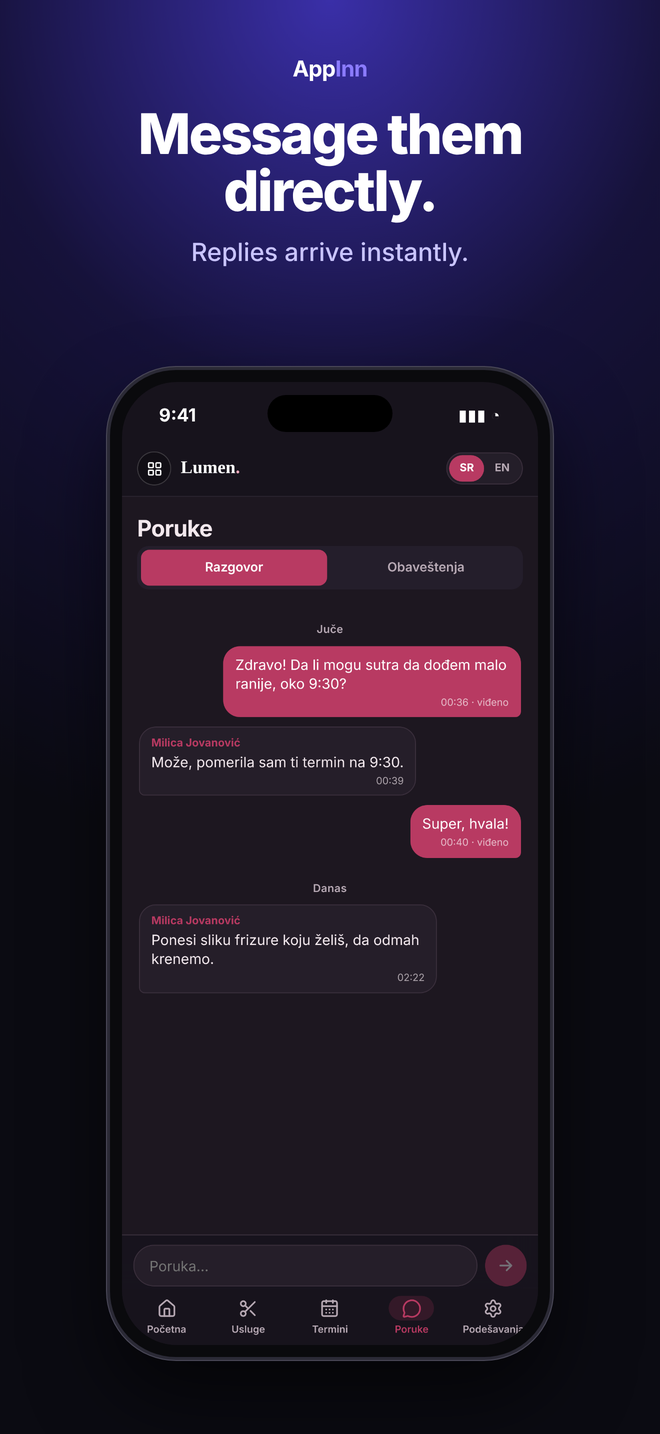 AppInn
Message them
directly.
Replies arrive instantly.
9:41
Lumen.
SR EN
Poruke
Razgovor Obaveštenja
Juče
Zdravo! Da li mogu sutra da dođem malo
ranije, oko 9:30?
00:36 · viđeno
Milica Jovanović
Može, pomerila sam ti termin na 9:30.
00:39
Super, hvala!
00:40 · viđeno
Danas
Milica Jovanović
Ponesi sliku frizure koju želiš, da odmah
krenemo.
02:22
Poruka...
Početna Usluge Termini Poruke Podešavanja